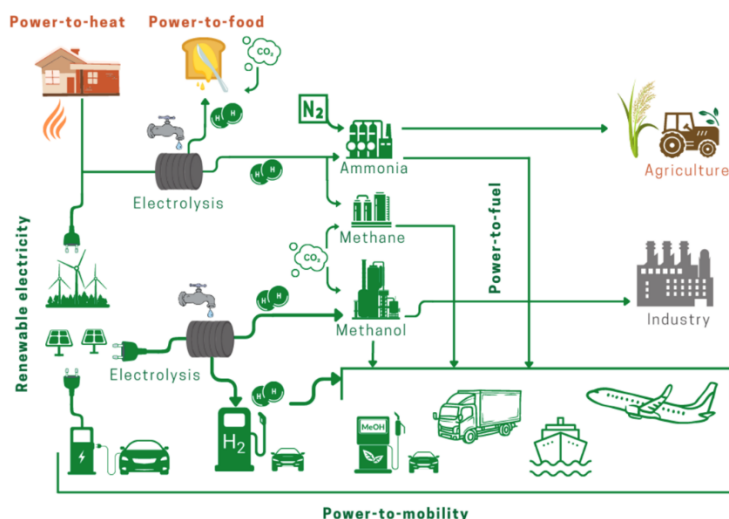 Power-to-heat
Power-to-food
CO₂
H H
N₂
Electrolysis
H H
Ammonia
Agriculture
Renewable electricity
Methane
Power-to-fuel
CO₂
H H
Methanol
Industry
Electrolysis
H H
H₂
MeOH
Power-to-mobility